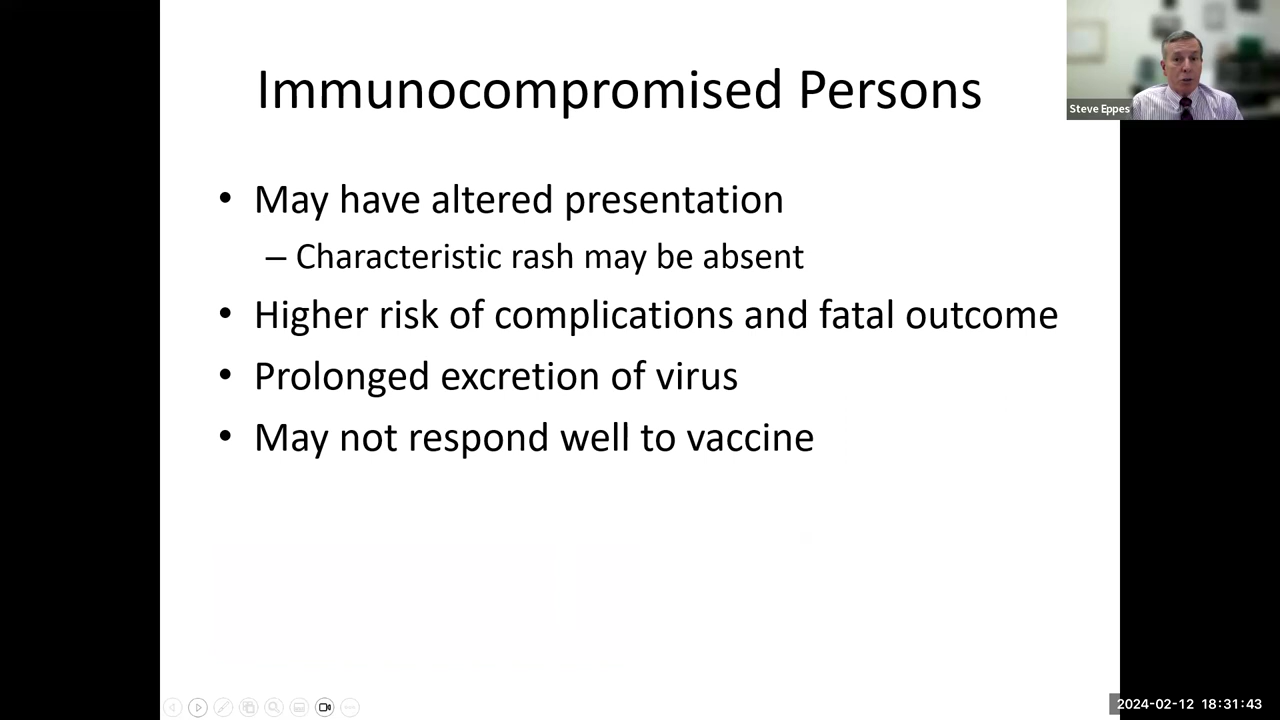 Immunocompromised Persons
Steve Eppes
• May have altered presentation
– Characteristic rash may be absent
• Higher risk of complications and fatal outcome
• Prolonged excretion of virus
• May not respond well to vaccine
2024-02-12 18:31:43